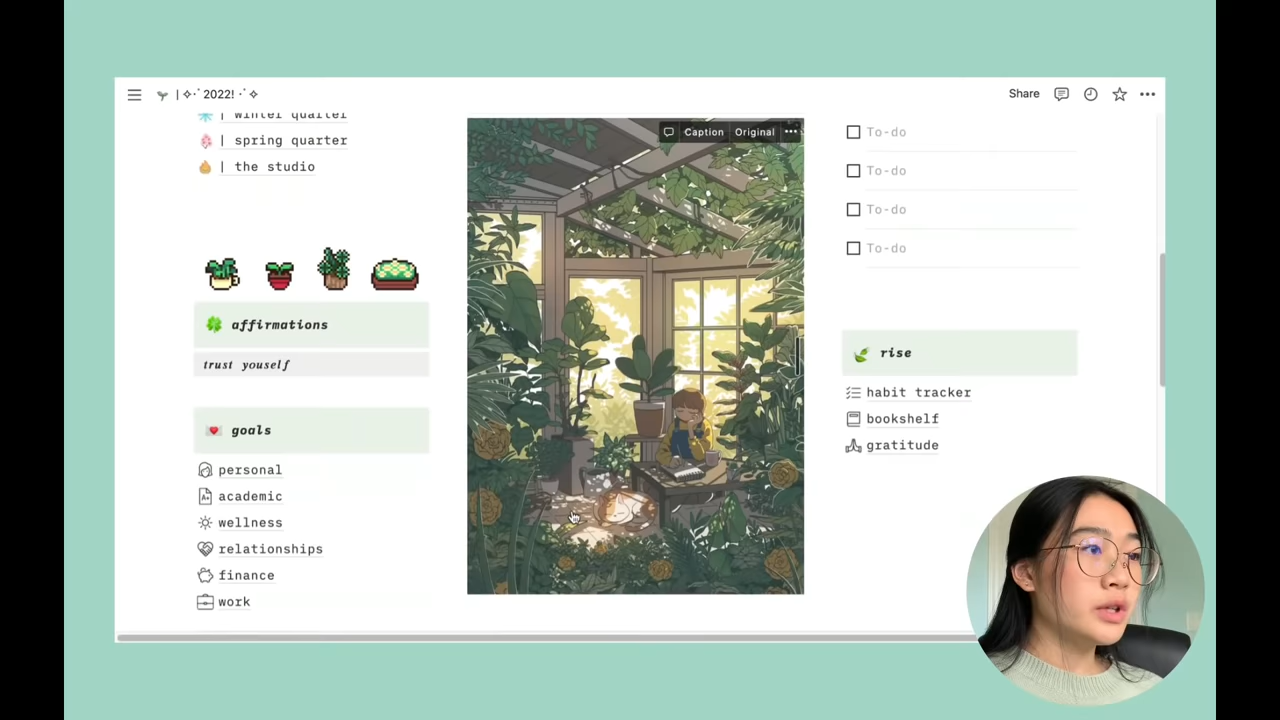 | ✧･ﾟ 2022! ･ﾟ✧
Share
| winter quarter
| spring quarter
| the studio
affirmations
trust youself
goals
personal
academic
wellness
relationships
finance
work
Caption Original
To-do
To-do
To-do
To-do
rise
habit tracker
bookshelf
gratitude